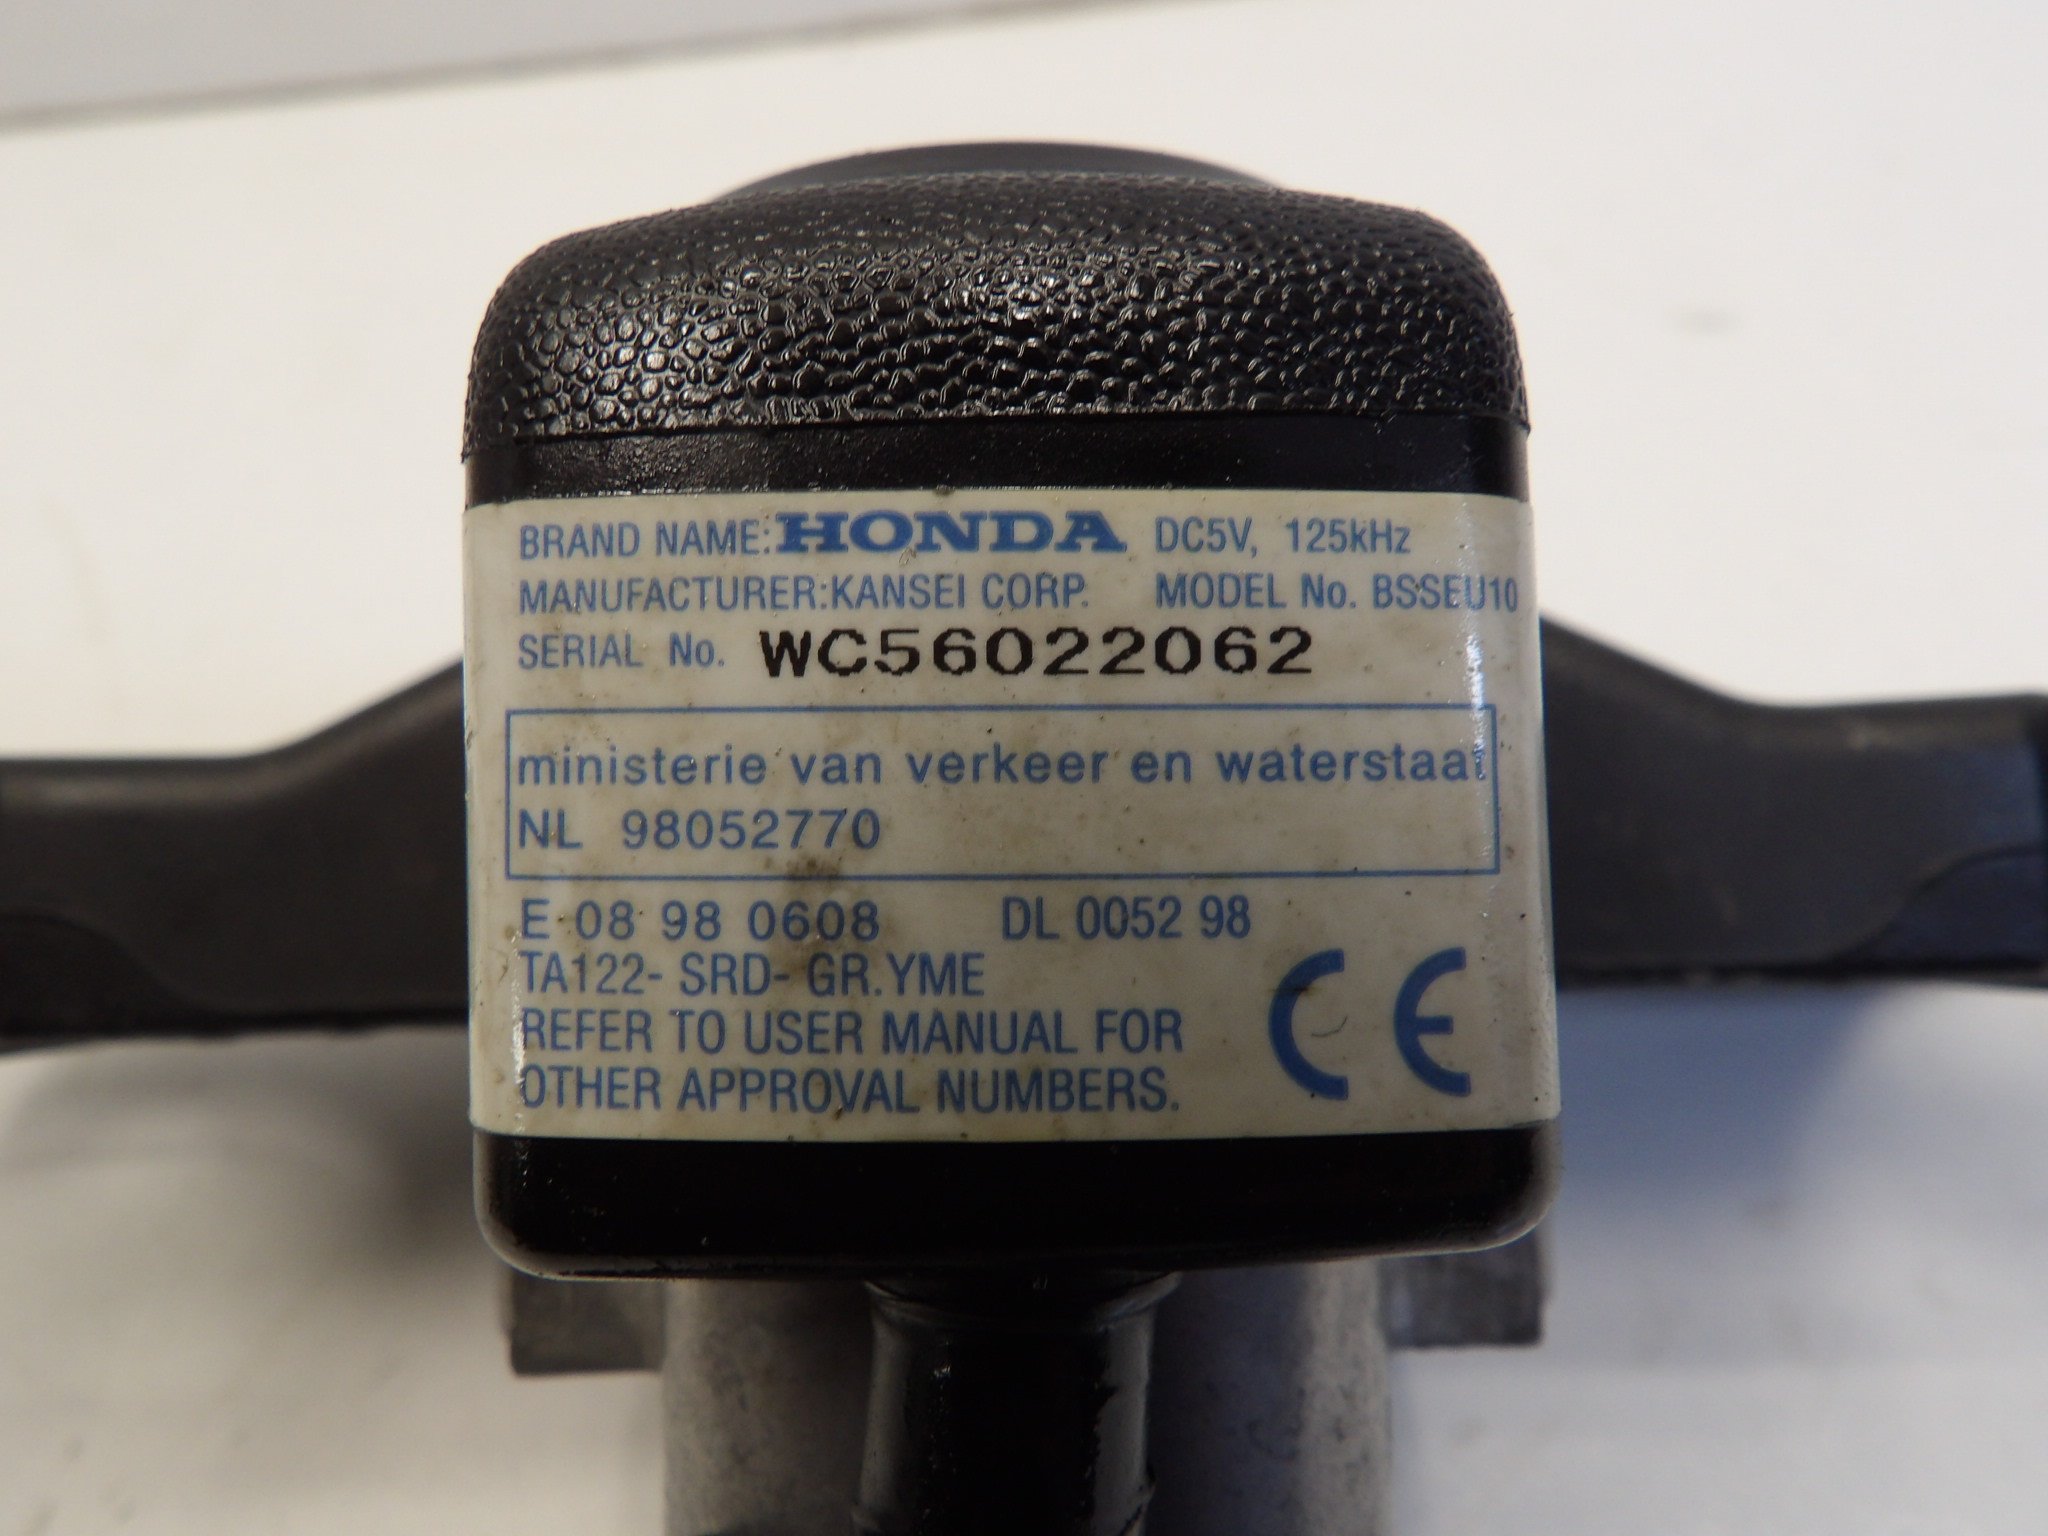 BRAND NAME: HONDA DC5V, 125kHz
MANUFACTURER:KANSEI CORP. MODEL No. BSSEU10
SERIAL No. WC56022062
ministerie van verkeer en waterstaat
NL 98052770
E 08 98 0608 DL 0052 98
TA122- SRD- GR.YME
REFER TO USER MANUAL FOR
OTHER APPROVAL NUMBERS.
CE